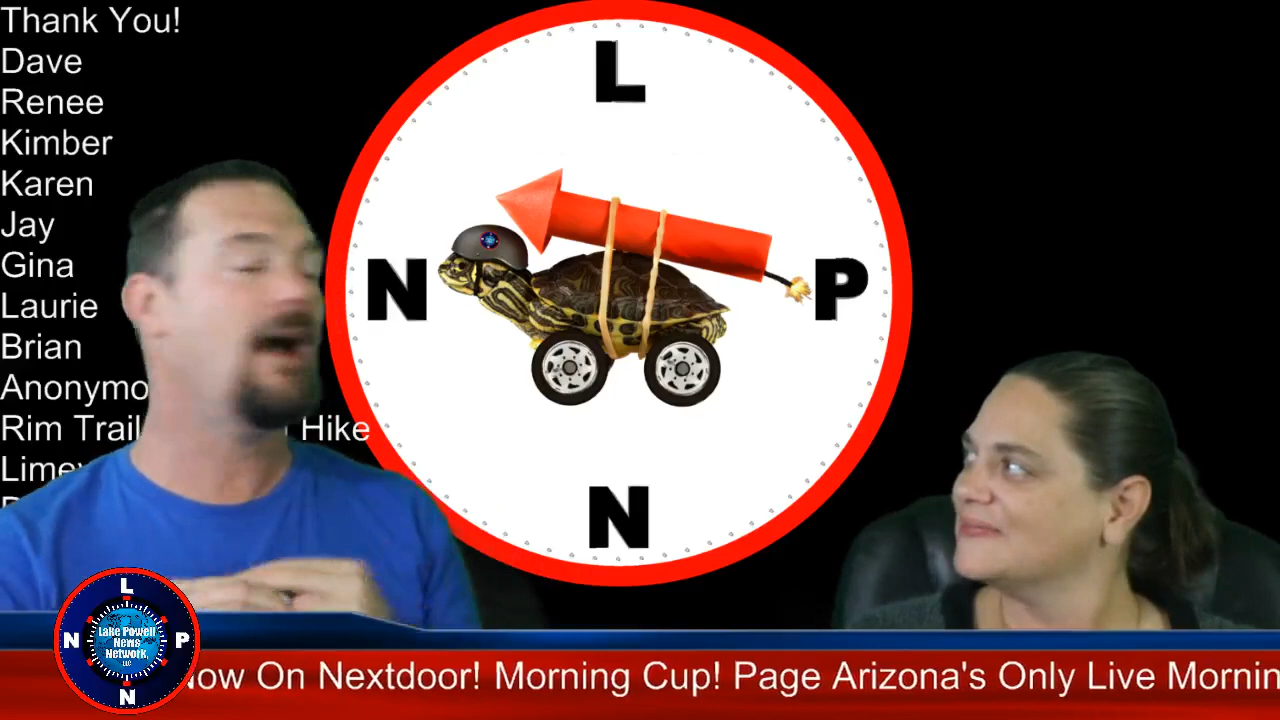 Thank You!
Dave
Renee
Kimber
Karen
Jay
Gina
Laurie
Brian
Rim Trail Hike
L
N P
N
L
N P
Lake Powell
News
Network
LLC
N
Now On Nextdoor! Morning Cup! Page Arizona's Only Live